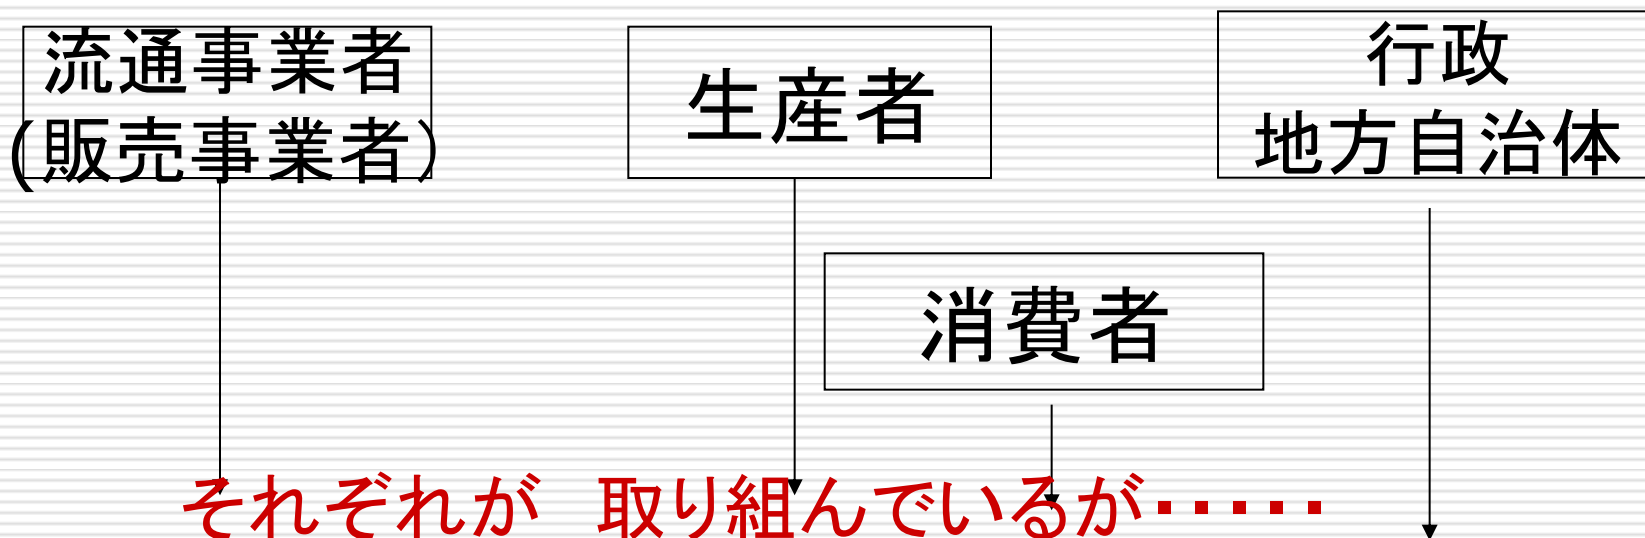 流通事業者
(販売事業者）
生産者
行政
地方自治体
消費者
それぞれが　取り組んでいるが・・・・・